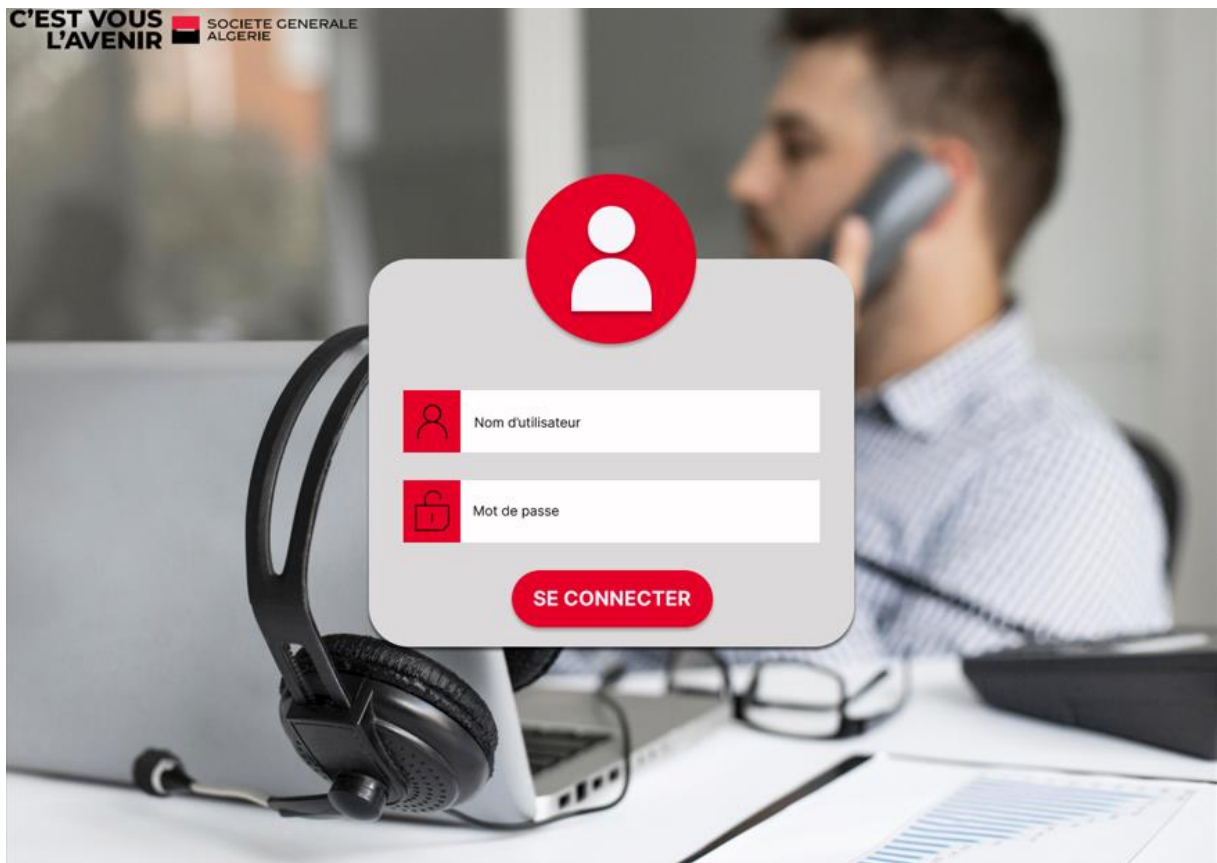 C'EST VOUS
L'AVENIR
SOCIETE GENERALE
ALGERIE
Nom d'utilisateur
Mot de passe
SE CONNECTER